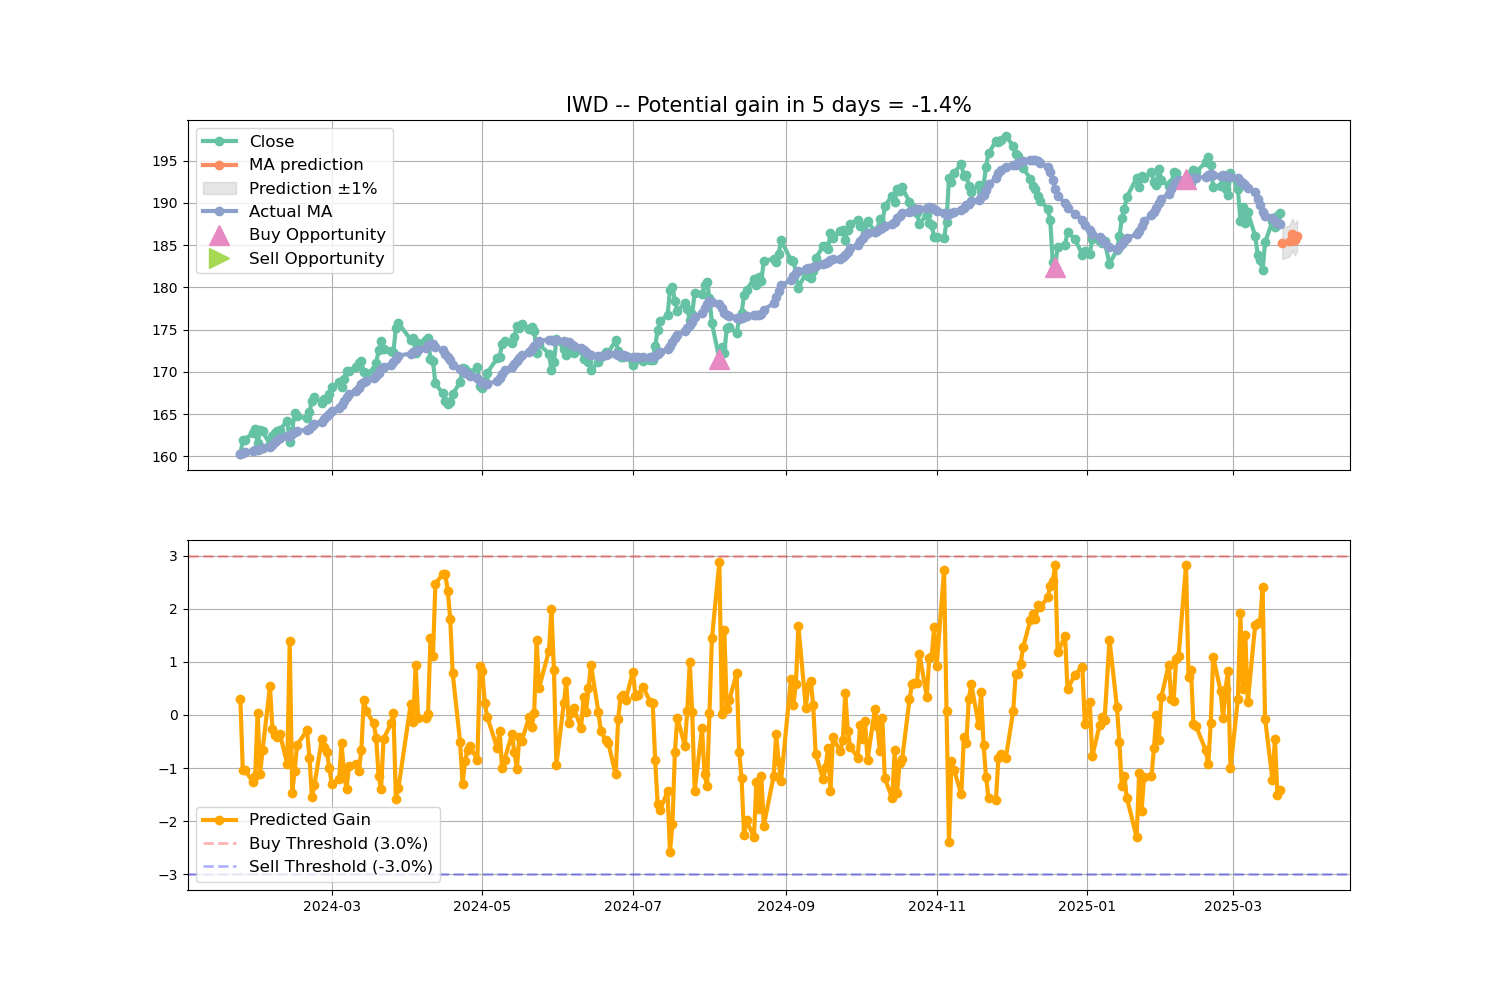 IWD -- Potential gain in 5 days = -1.4%
Close
MA prediction
Prediction ±1%
Actual MA
Buy Opportunity
Sell Opportunity
195
190
185
180
175
170
165
160
3
2
1
0
−1
−2
−3
Predicted Gain
Buy Threshold (3.0%)
Sell Threshold (-3.0%)
2024-03 2024-05 2024-07 2024-09 2024-11 2025-01 2025-03